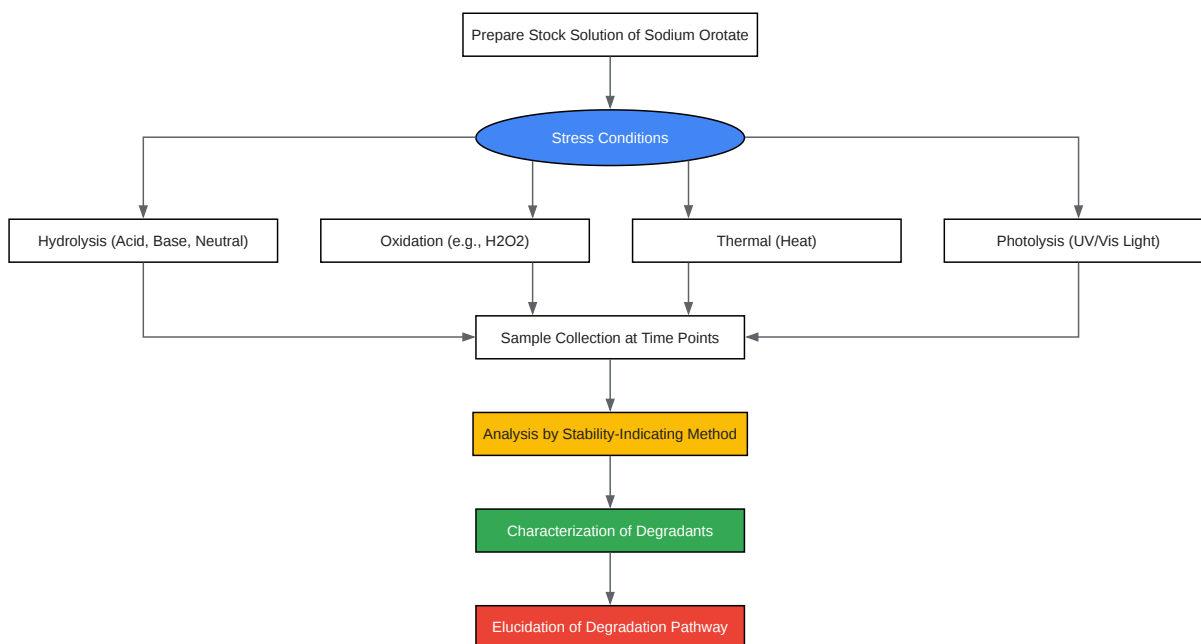 Prepare Stock Solution of Sodium Orotate
Stress Conditions
Hydrolysis (Acid, Base, Neutral)
Oxidation (e.g., H2O2)
Thermal (Heat)
Photolysis (UV/Vis Light)
Sample Collection at Time Points
Analysis by Stability-Indicating Method
Characterization of Degradants
Elucidation of Degradation Pathway